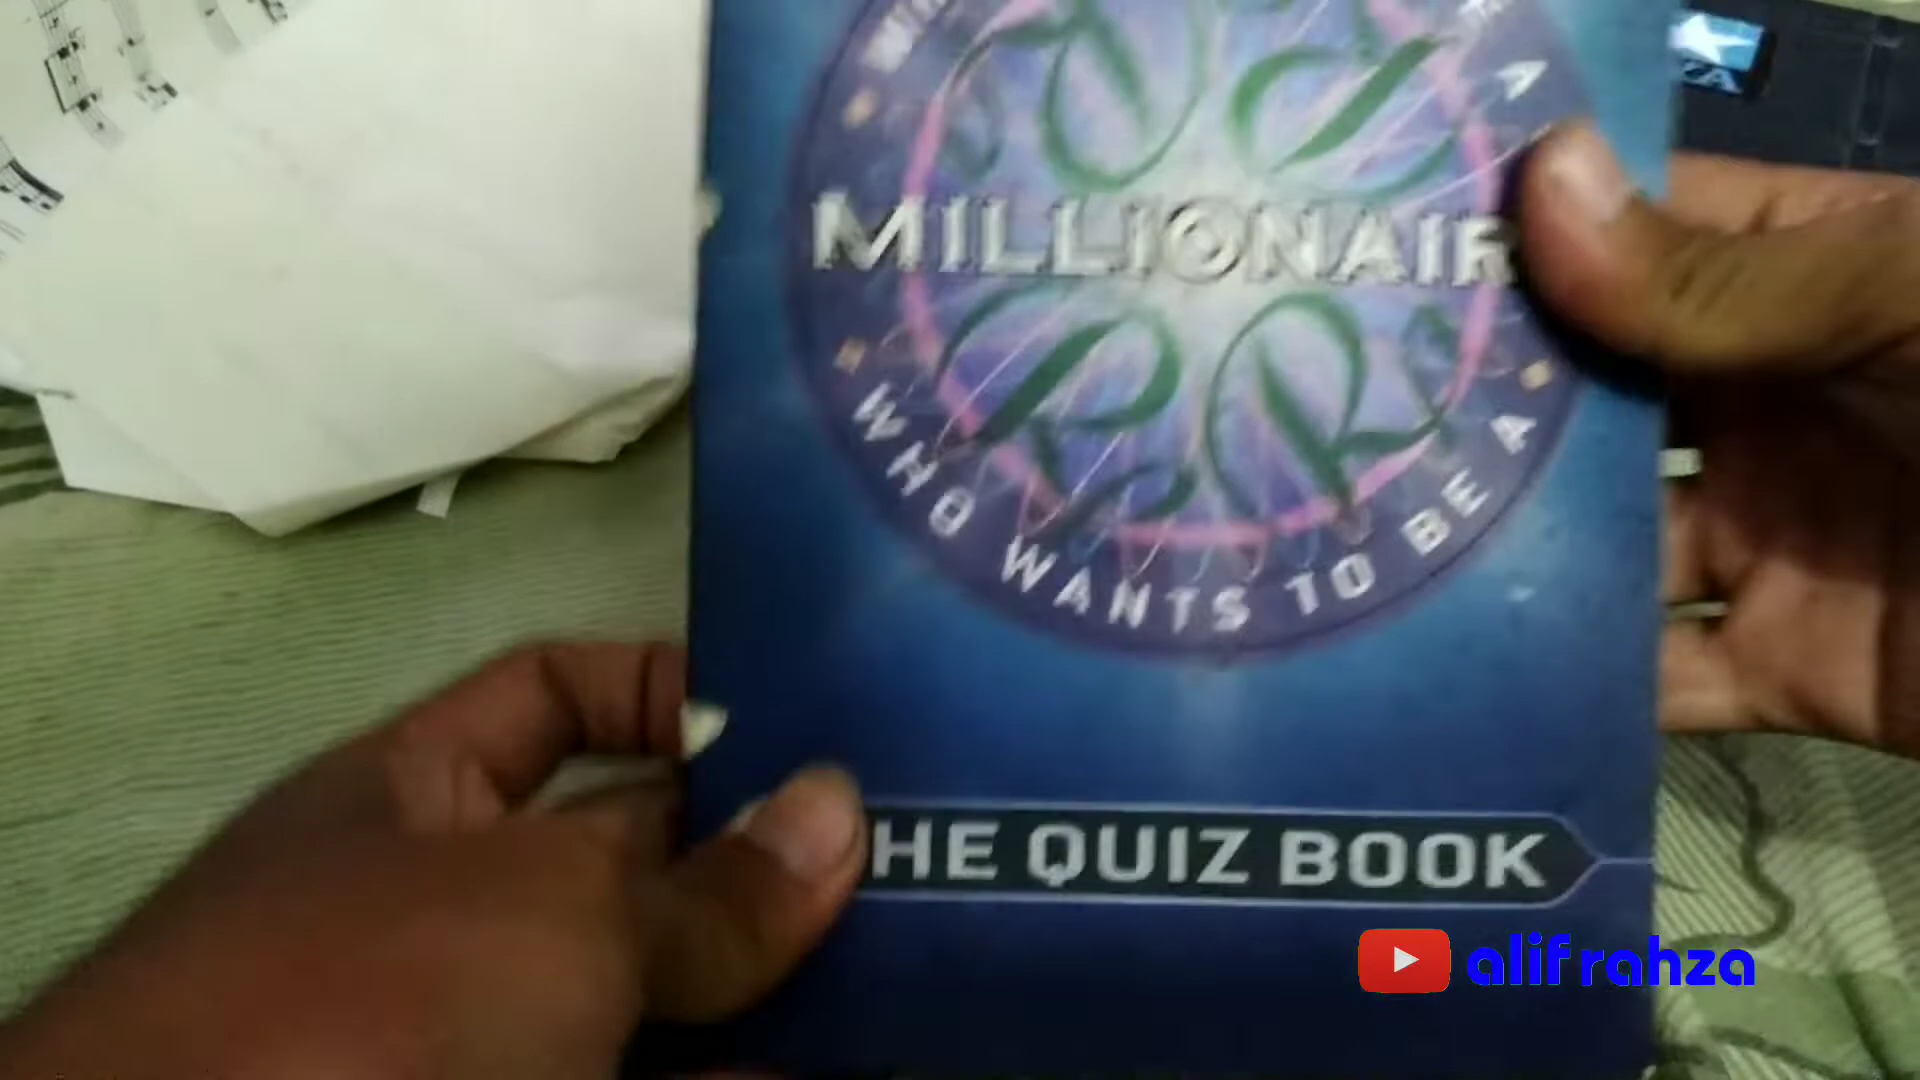 A
MILLIONAIR
WHO WANTS TO BE A
HE QUIZ BOOK
alif rahza